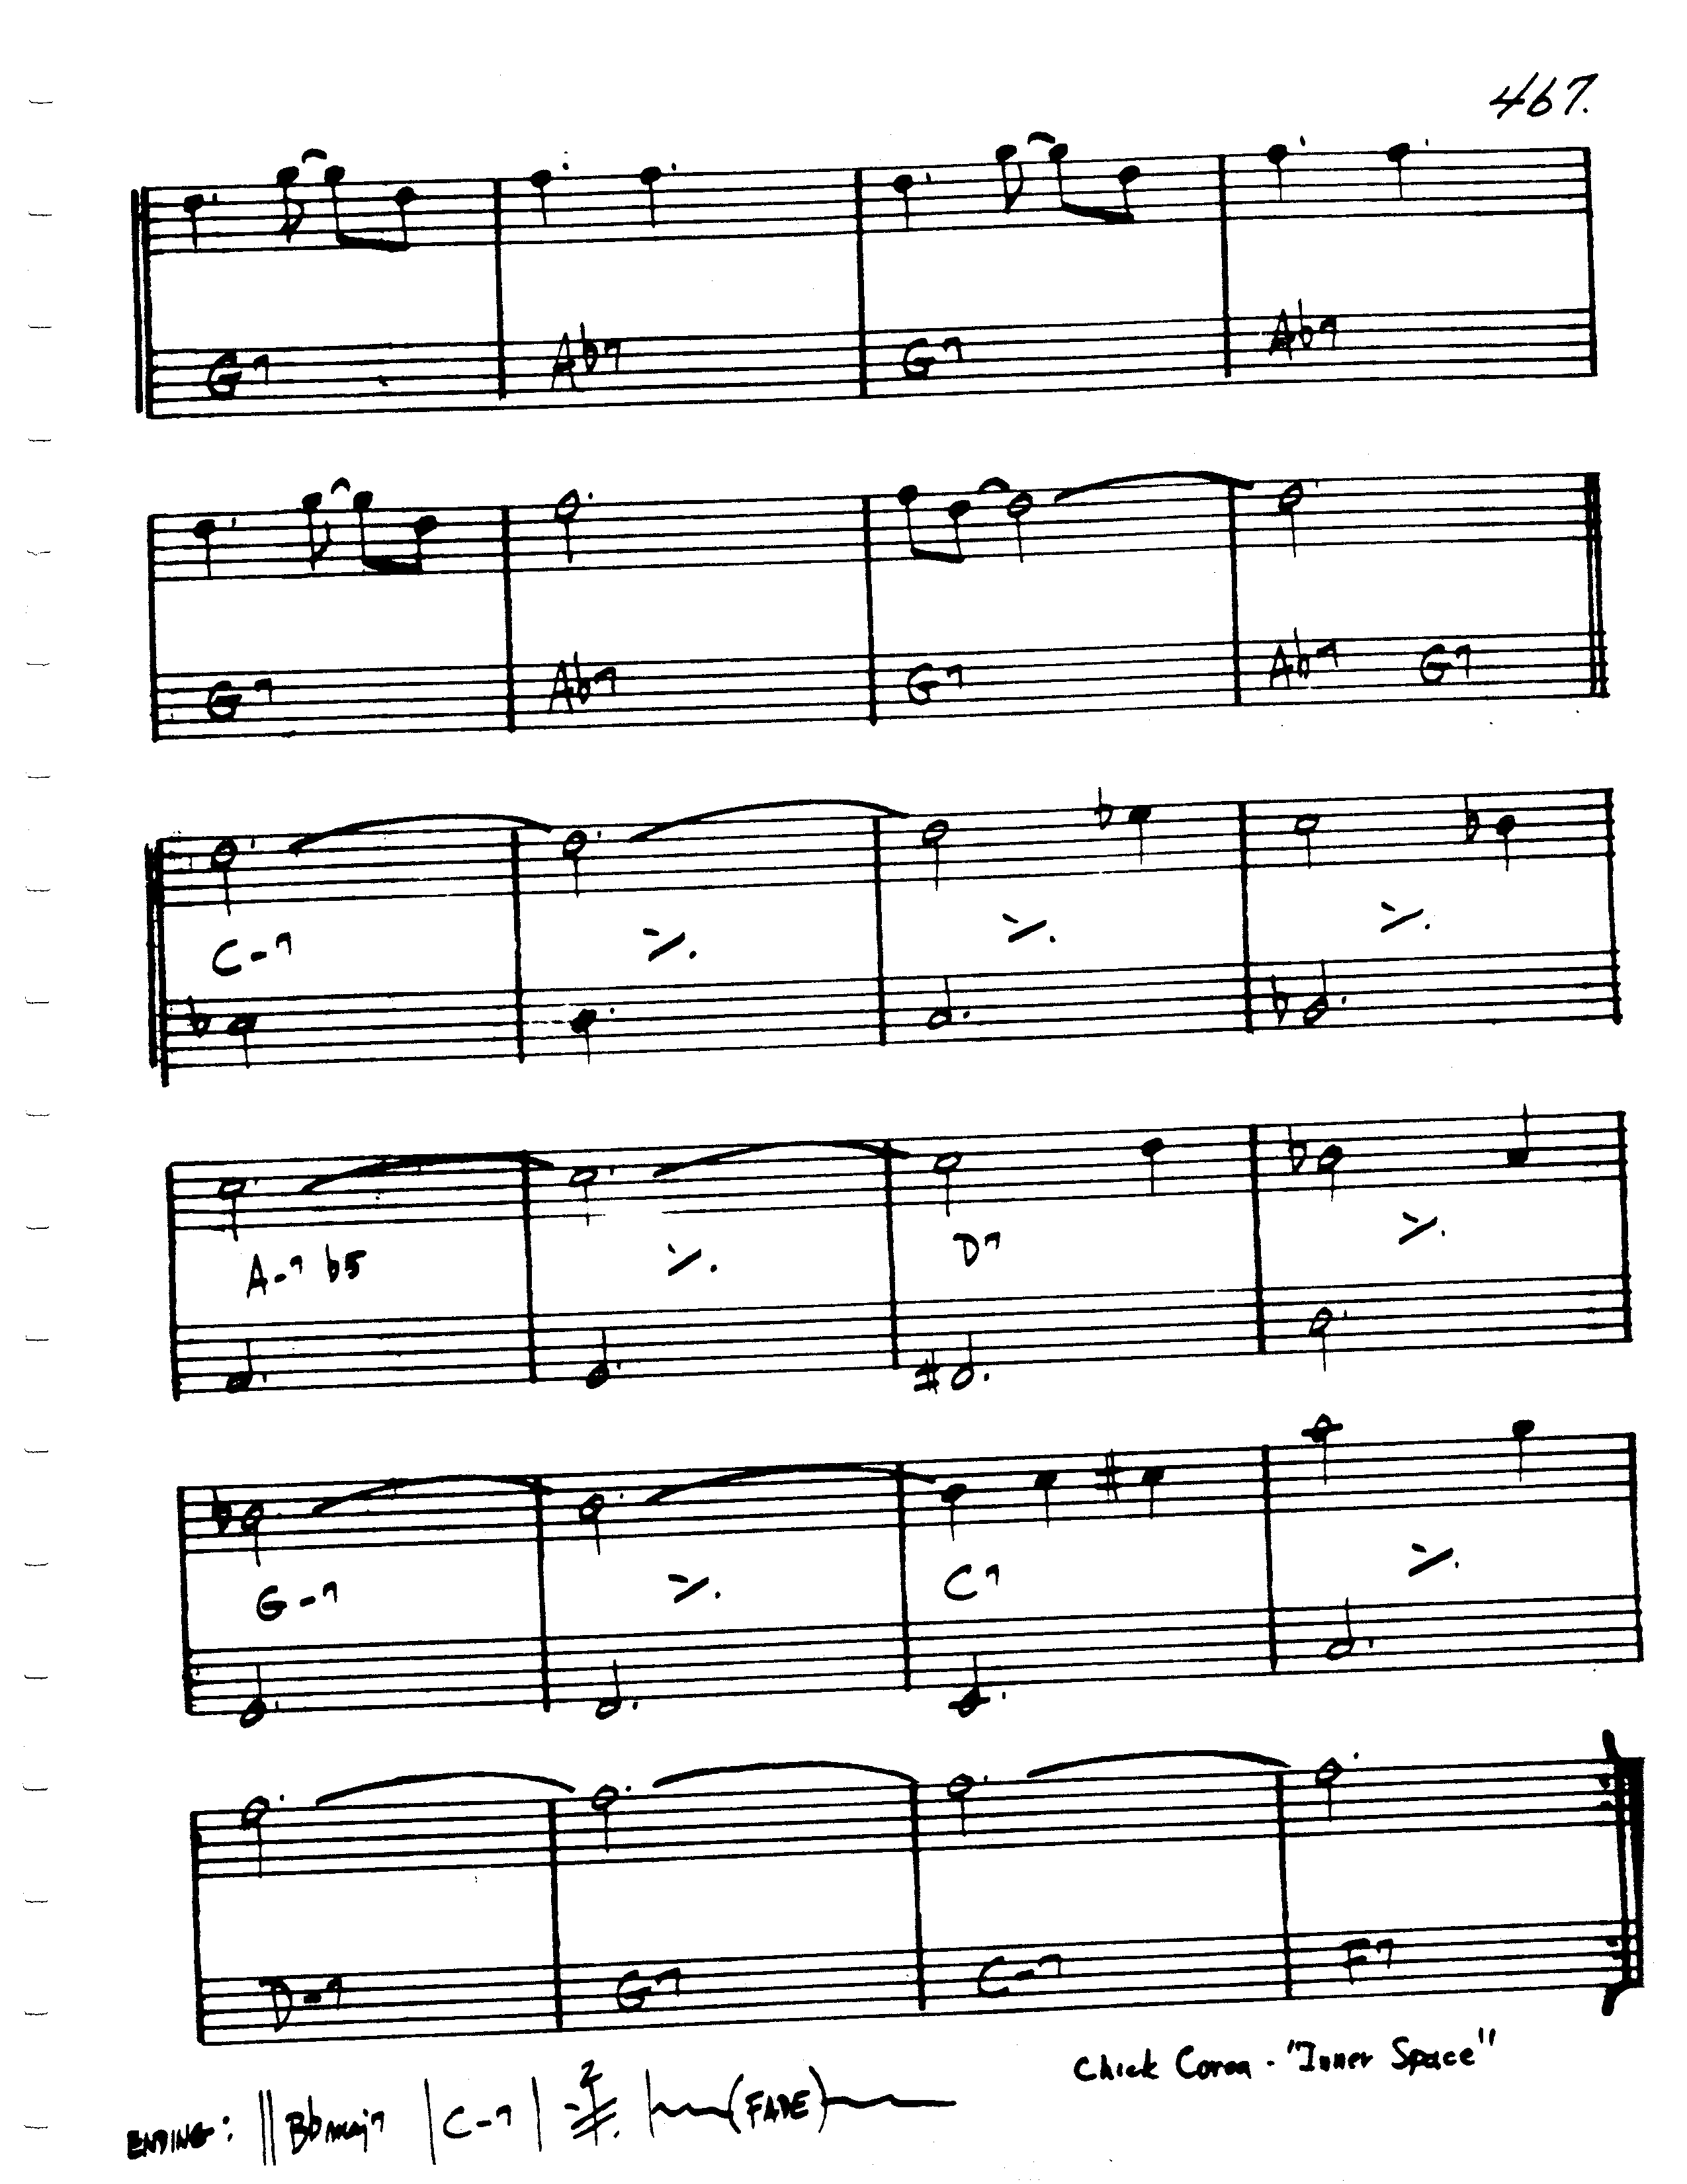 467.
G7 Ab7 G7 Ab7
G7 Ab7 G7 Ab7 G7
C-7
A-7 b5 D7
G-7 C7
D-7 G7 C-7 F7
Chick Corea - "Inner Space"
ENDING: Bbmaj7 C-7 2 (FADE)